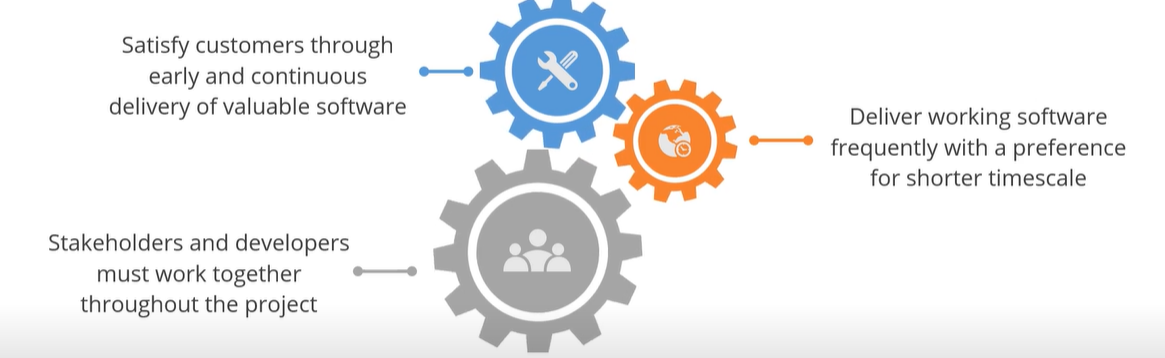 Satisfy customers through
early and continuous
delivery of valuable software
Deliver working software
frequently with a preference
for shorter timescale
Stakeholders and developers
must work together
throughout the project